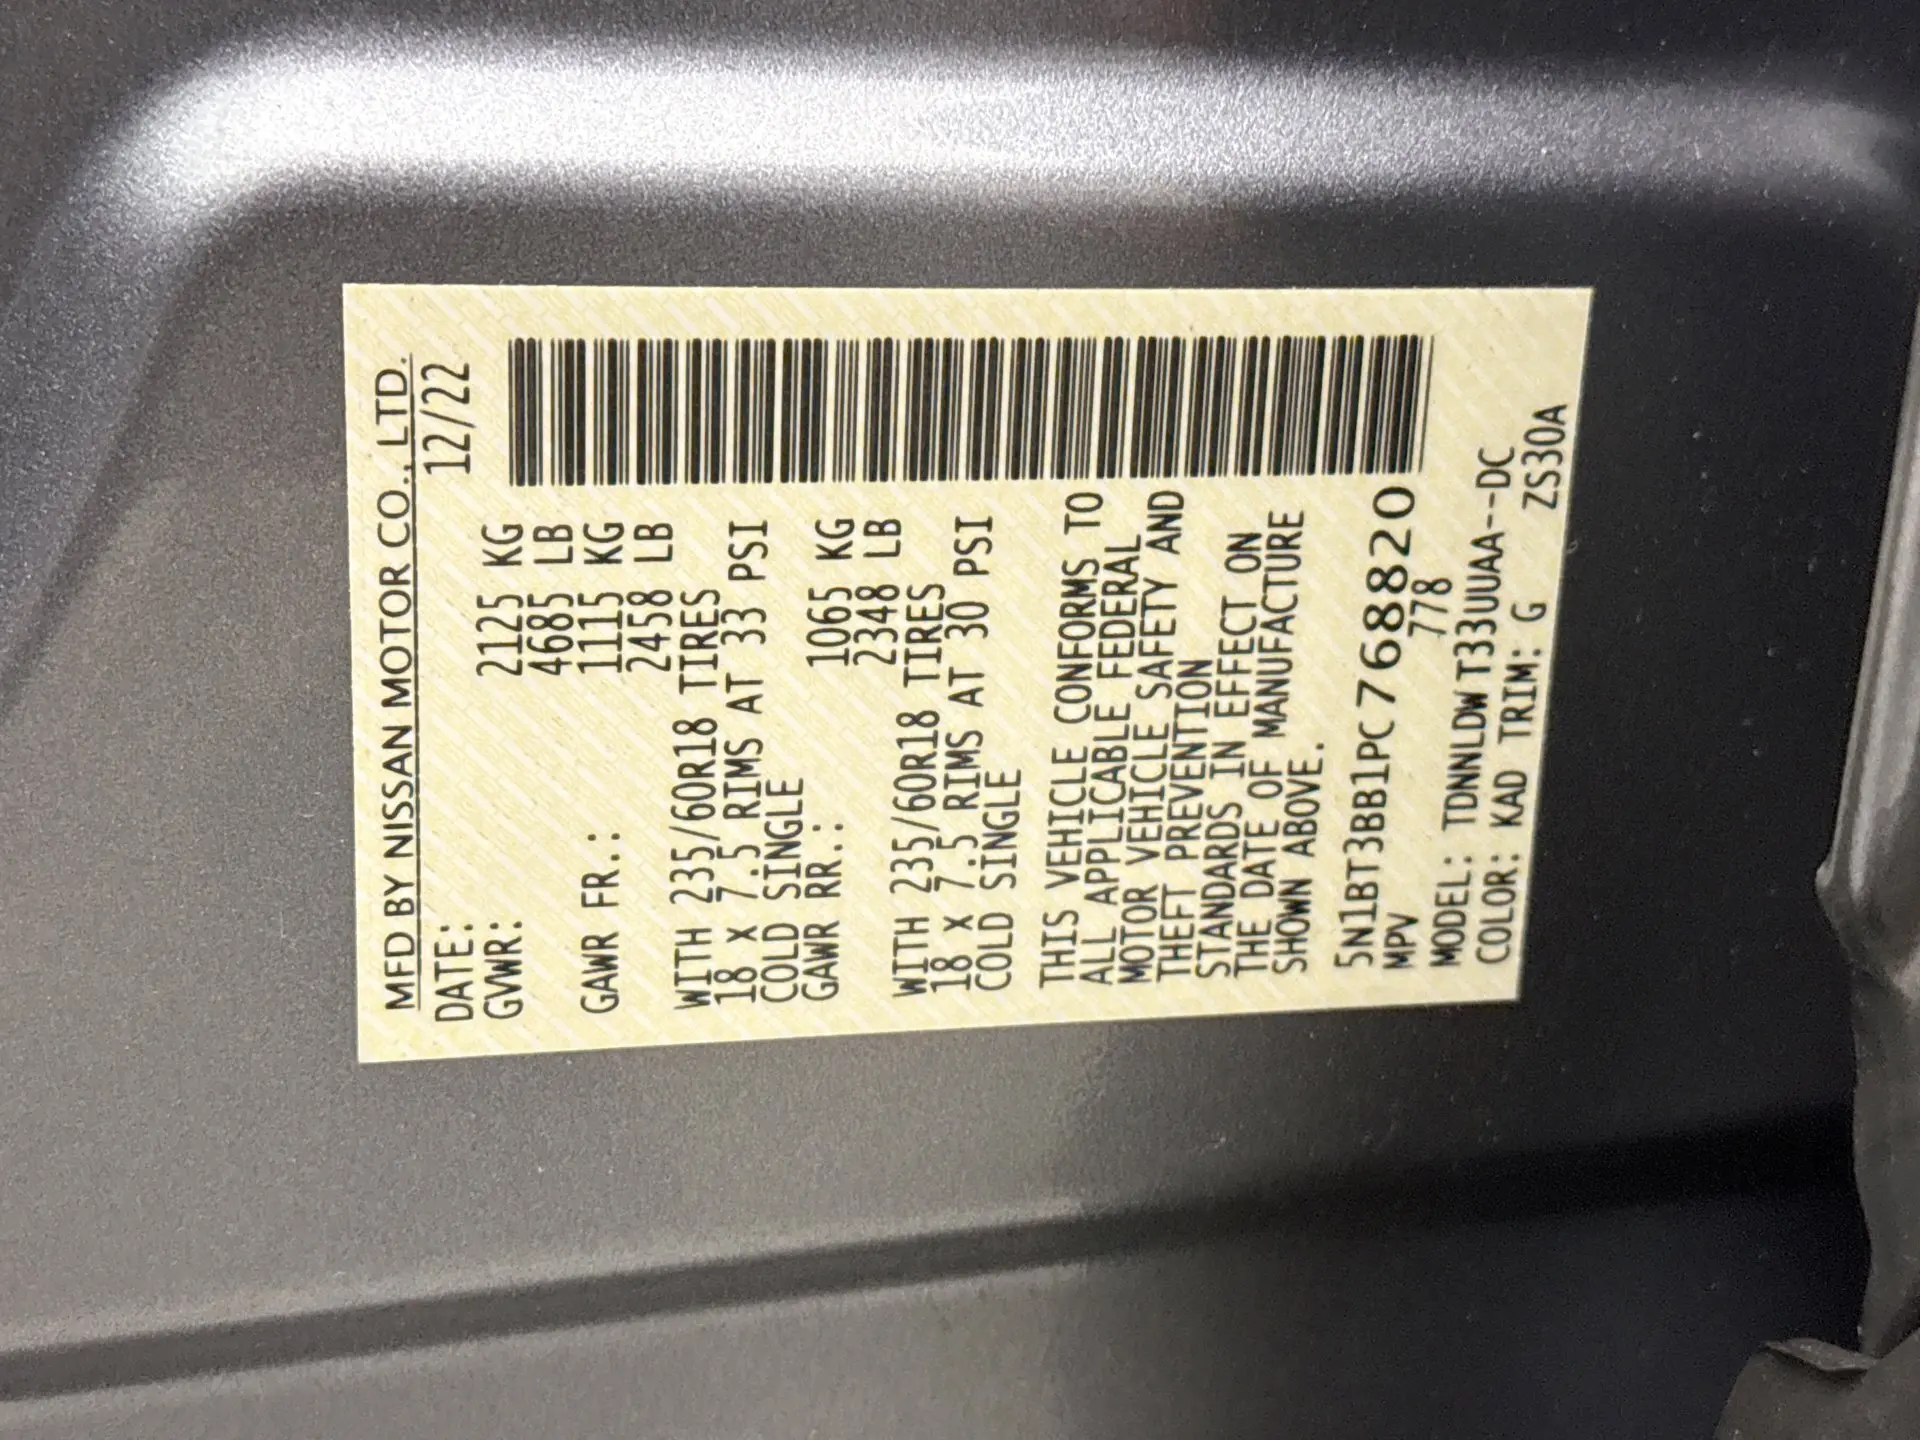 MFD BY NISSAN MOTOR CO., LTD.
DATE: 12/22
GVWR: 2125 KG
4685 LB
GAWR FR.: 1115 KG
2458 LB
WITH 235/60R18 TIRES
18 X 7.5 RIMS AT 33 PSI
COLD SINGLE
GAWR RR.: 1065 KG
2348 LB
WITH 235/60R18 TIRES
18 X 7.5 RIMS AT 30 PSI
COLD SINGLE
THIS VEHICLE CONFORMS TO
ALL APPLICABLE FEDERAL
MOTOR VEHICLE SAFETY AND
THEFT PREVENTION
STANDARDS IN EFFECT ON
THE DATE OF MANUFACTURE
SHOWN ABOVE.
5N1BT3BB1PC768820
MPV 778
MODEL: TDNNLDW T33UUAA--DC
COLOR: KAD TRIM: G ZS30A